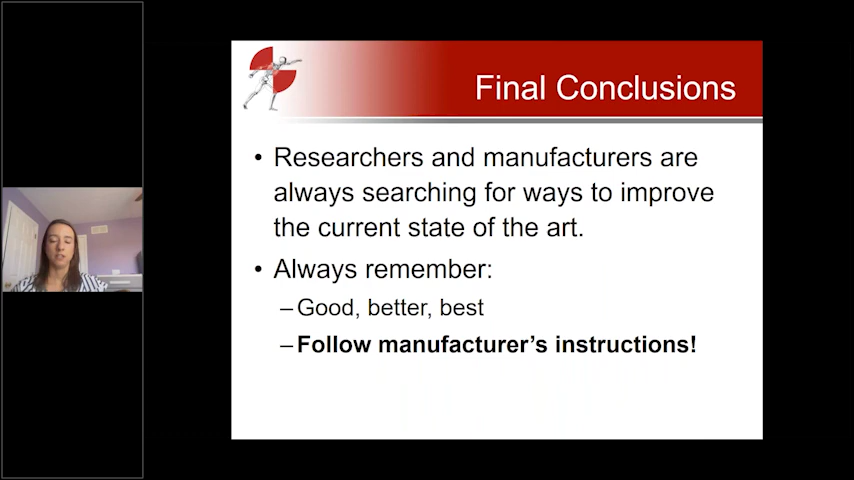 Final Conclusions
• Researchers and manufacturers are
always searching for ways to improve
the current state of the art.
• Always remember:
–Good, better, best
–Follow manufacturer's instructions!